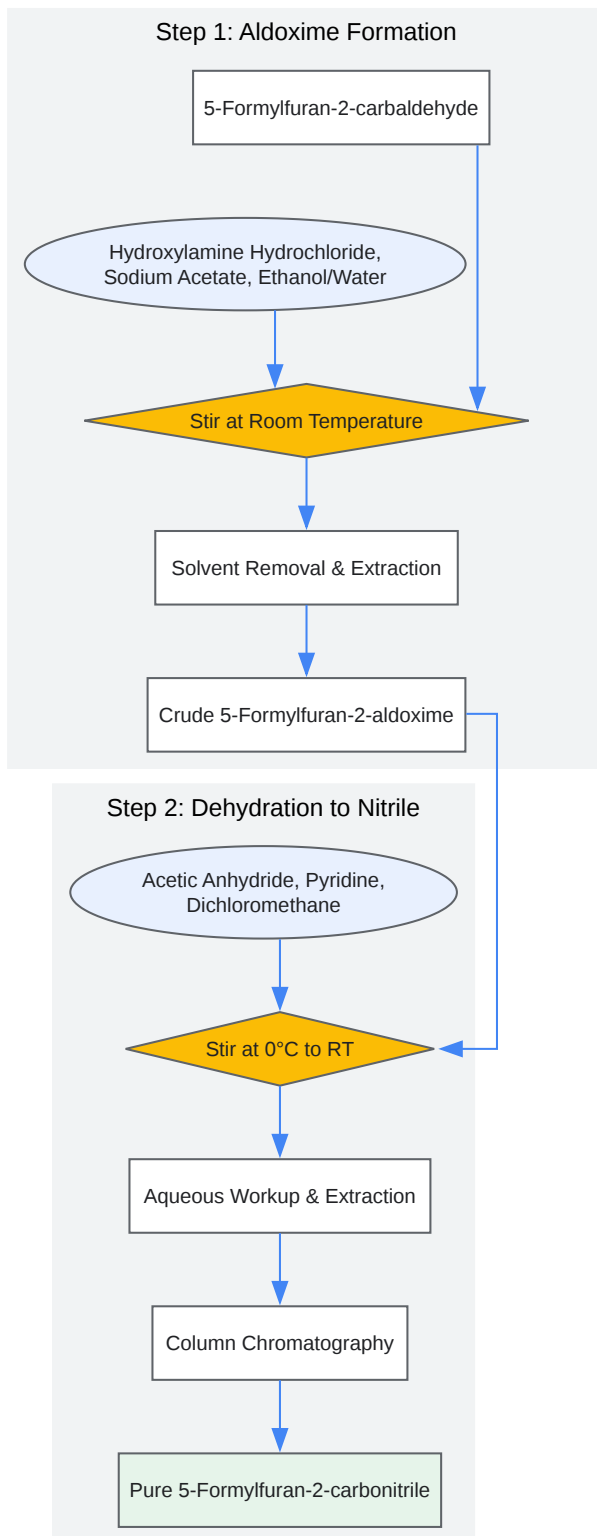 Step 1: Aldoxime Formation
5-Formylfuran-2-carbaldehyde
Hydroxylamine Hydrochloride,
Sodium Acetate, Ethanol/Water
Stir at Room Temperature
Solvent Removal & Extraction
Crude 5-Formylfuran-2-aldoxime
Step 2: Dehydration to Nitrile
Acetic Anhydride, Pyridine,
Dichloromethane
Stir at 0°C to RT
Aqueous Workup & Extraction
Column Chromatography
Pure 5-Formylfuran-2-carbonitrile